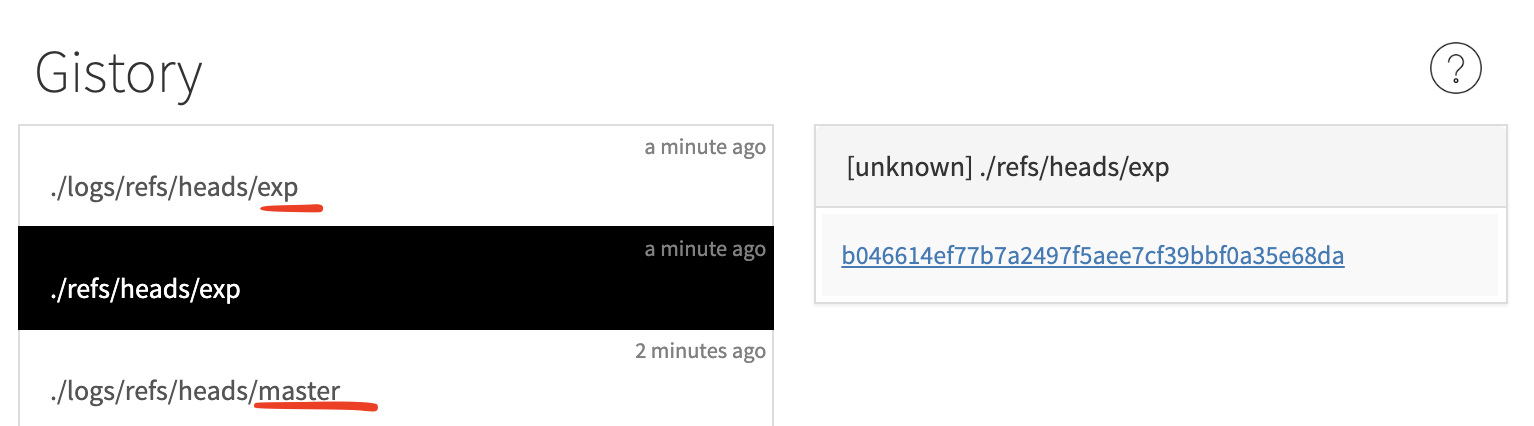 Gistory
?
a minute ago
./logs/refs/heads/exp
a minute ago
./refs/heads/exp
2 minutes ago
./logs/refs/heads/master
[unknown] ./refs/heads/exp
b046614ef77b7a2497f5aee7cf39bbf0a35e68da